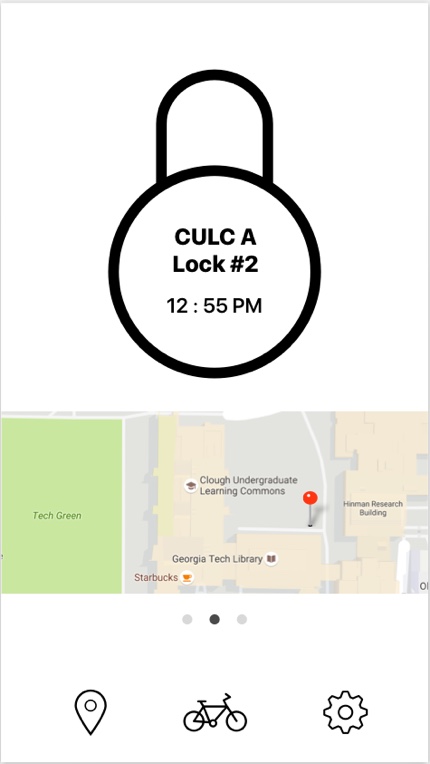 CULC A
Lock #2
12 : 55 PM
Clough Undergraduate
Learning Commons
Hinman Research
Building
Tech Green
Georgia Tech Library
Starbucks